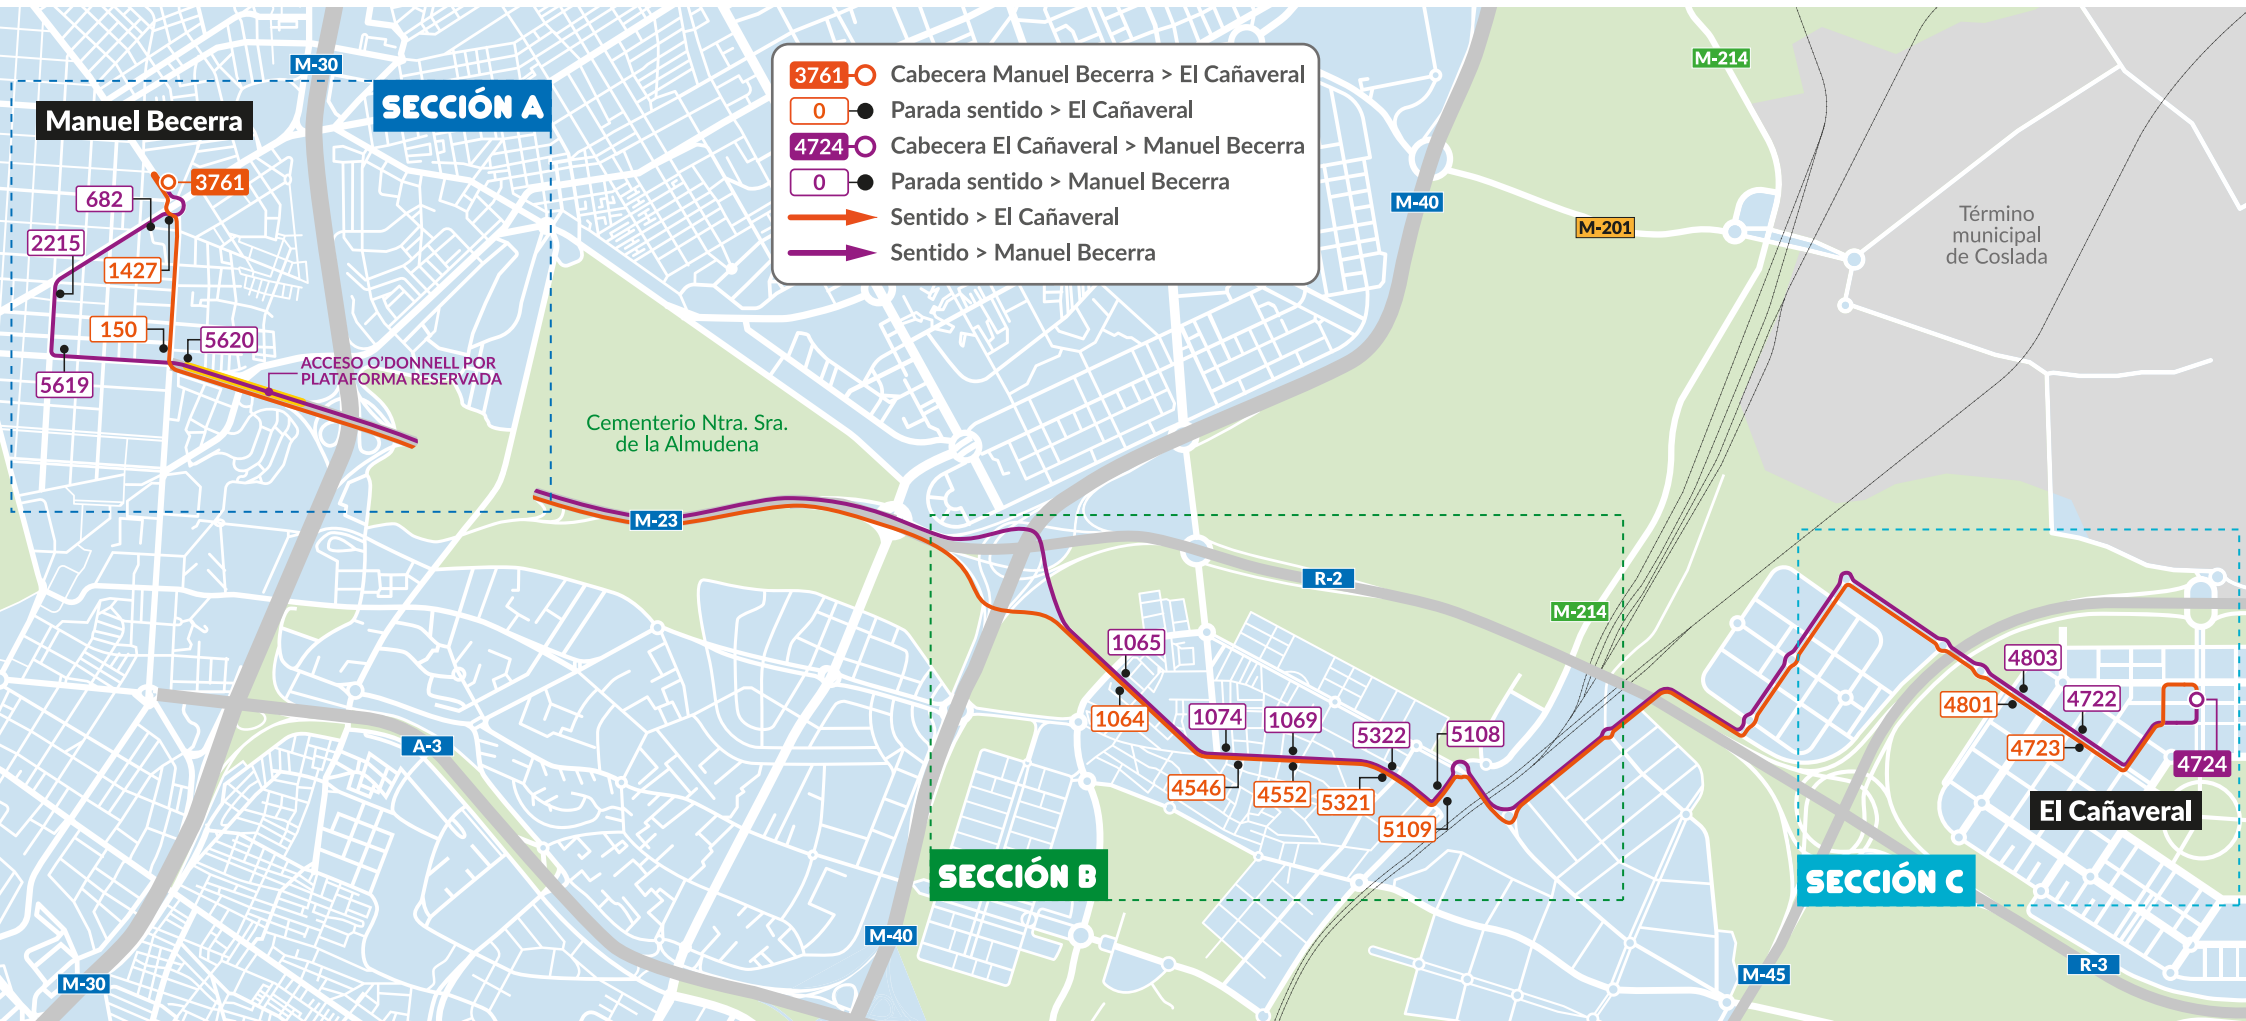 M-30
SECCIÓN A
Manuel Becerra
3761
682
2215
1427
150
5620
5619
ACCESO O'DONNELL POR
PLATAFORMA RESERVADA
3761 Cabecera Manuel Becerra > El Cañaveral
0 Parada sentido > El Cañaveral
4724 Cabecera El Cañaveral > Manuel Becerra
0 Parada sentido > Manuel Becerra
Sentido > El Cañaveral
Sentido > Manuel Becerra
M-214
M-40
M-201
Término
municipal
de Coslada
Cementerio Ntra. Sra.
de la Almudena
M-23
R-2
M-214
1065
1064
1074
1069
5322
5108
4546
4552
5321
5109
SECCIÓN B
4803
4801
4722
4723
4724
El Cañaveral
SECCIÓN C
A-3
M-40
M-30
M-45
R-3